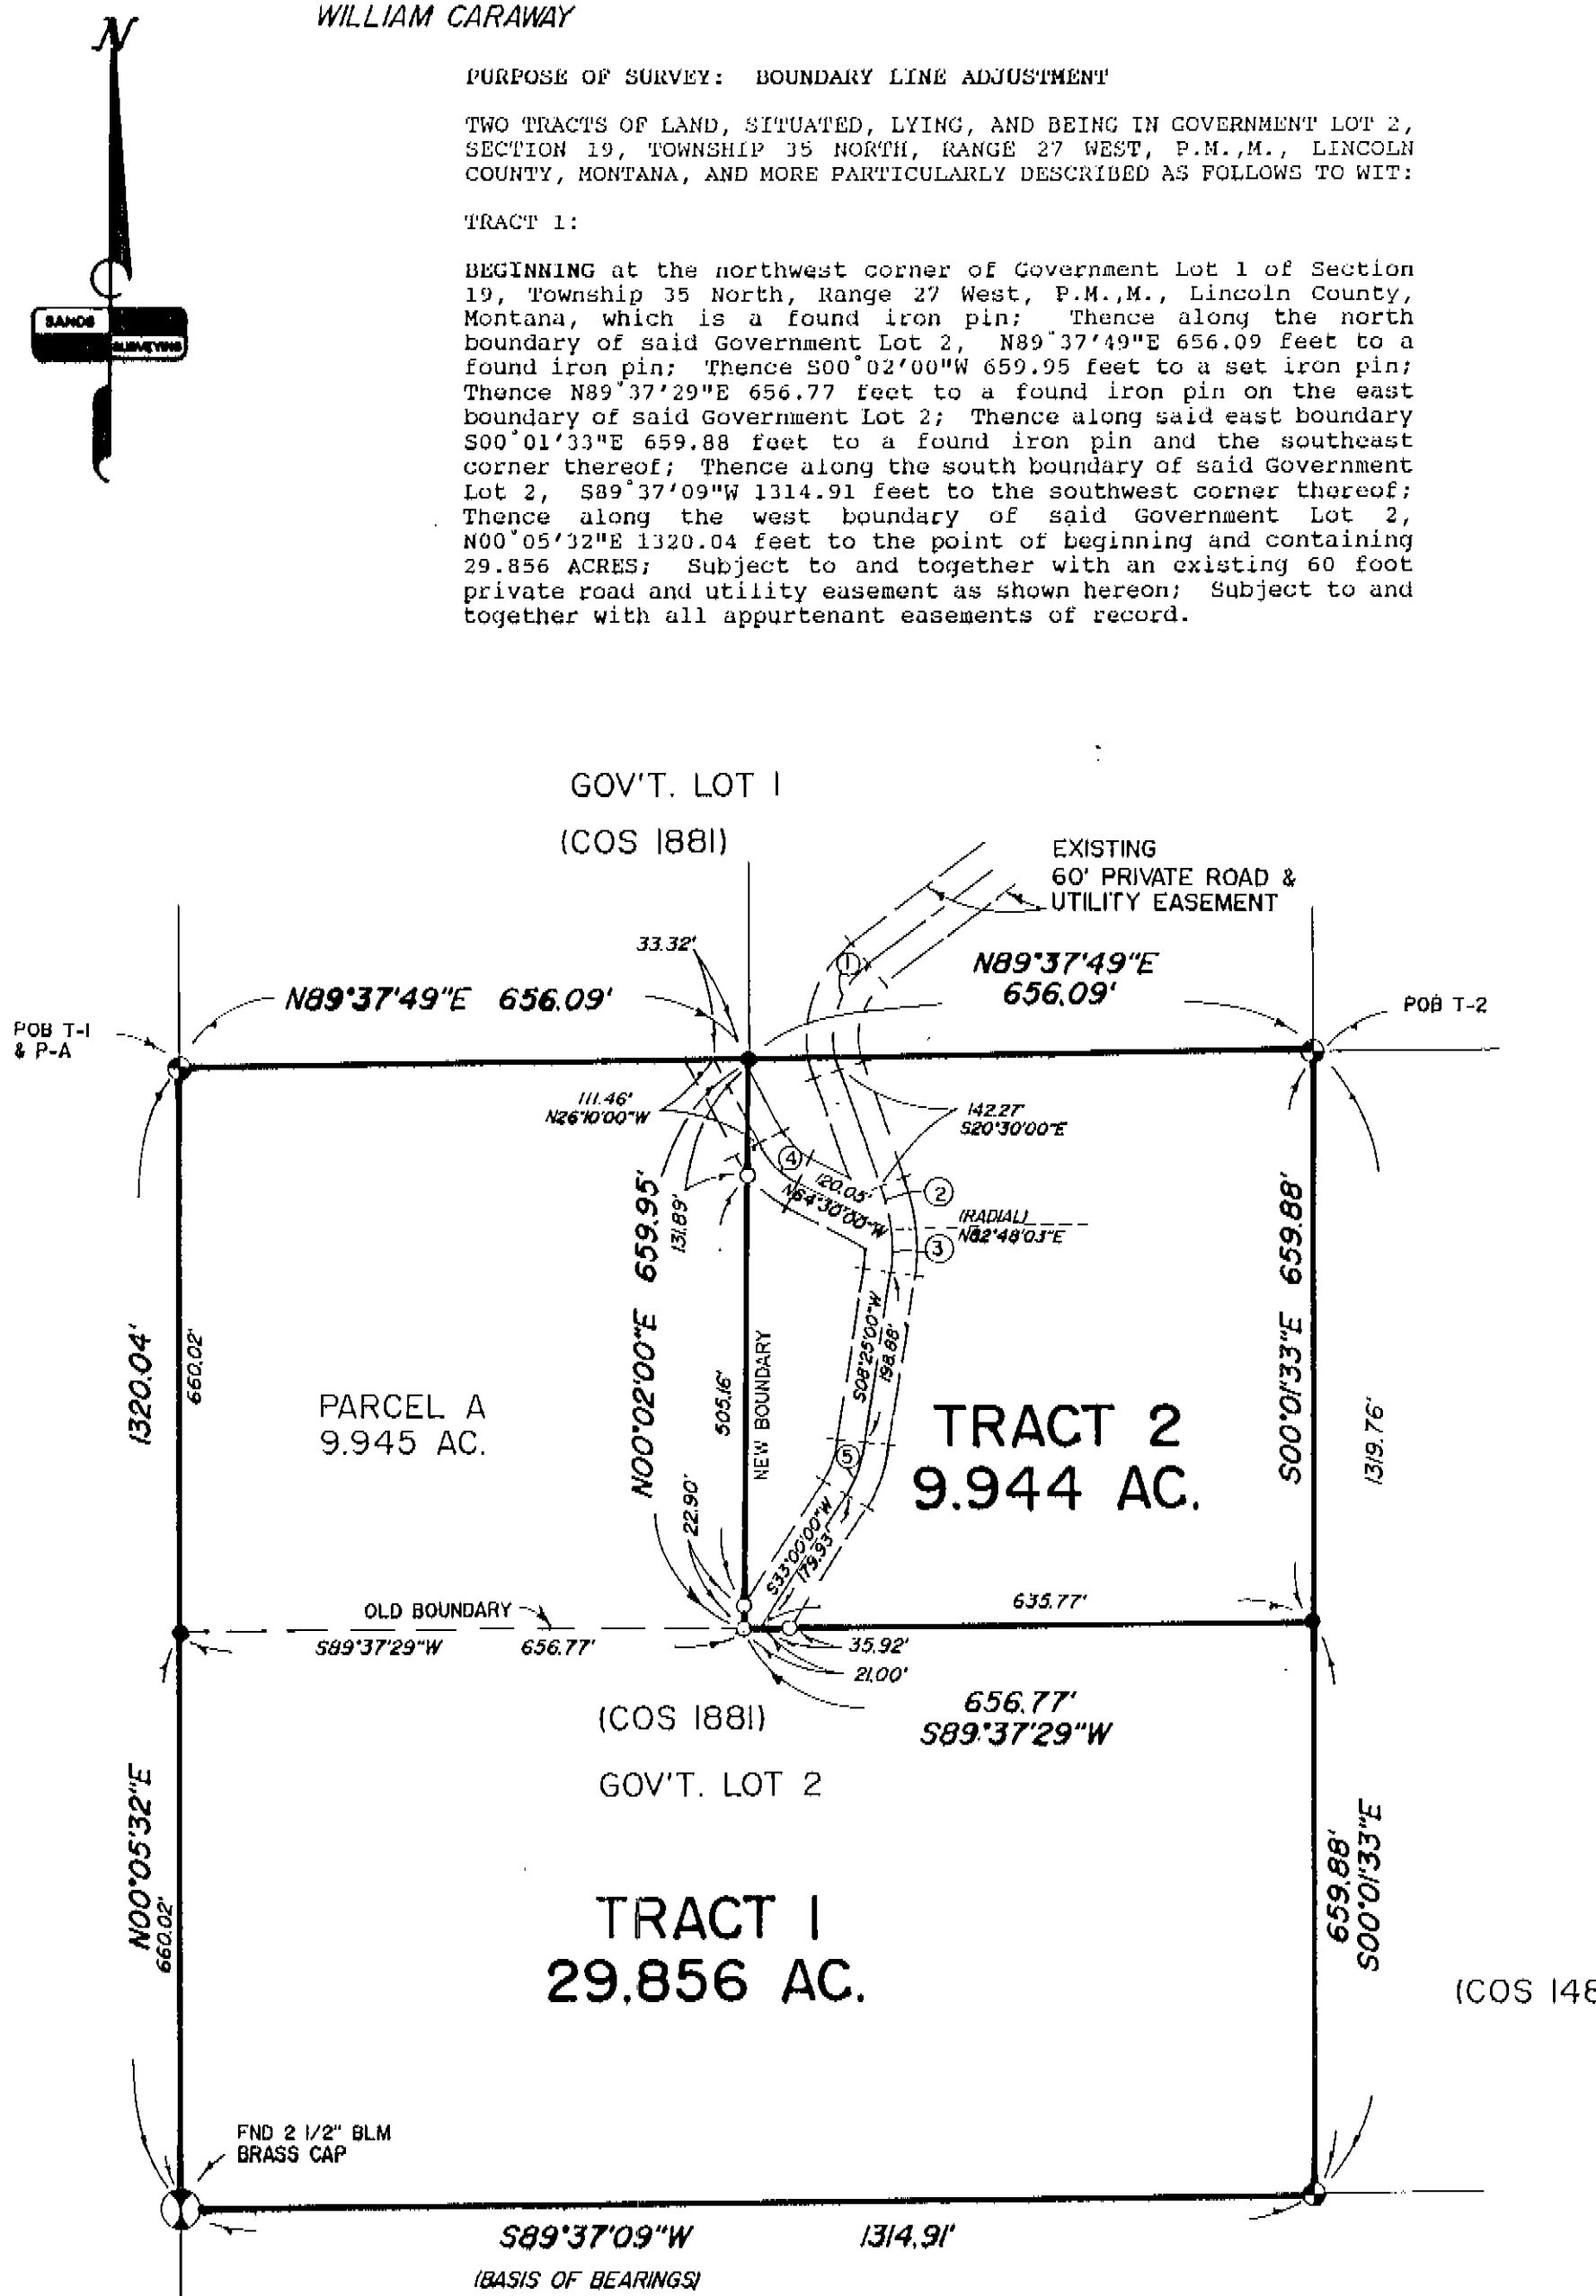 N
WILLIAM CARAWAY
PURPOSE OF SURVEY: BOUNDARY LINE ADJUSTMENT
TWO TRACTS OF LAND, SITUATED, LYING, AND BEING IN GOVERNMENT LOT 2,
SECTION 19, TOWNSHIP 35 NORTH, RANGE 27 WEST, P.M.,M., LINCOLN
COUNTY, MONTANA, AND MORE PARTICULARLY DESCRIBED AS FOLLOWS TO WIT:
TRACT 1:
BEGINNING at the northwest corner of Government Lot 1 of Section
19, Township 35 North, Range 27 West, P.M.,M., Lincoln County,
Montana, which is a found iron pin; Thence along the north
boundary of said Government Lot 2, N89°37'49"E 656.09 feet to a
found iron pin; Thence S00°02'00"W 659.95 feet to a set iron pin;
Thence N89°37'29"E 656.77 feet to a found iron pin on the east
boundary of said Government Lot 2; Thence along said east boundary
S00°01'33"E 659.88 feet to a found iron pin and the southeast
corner thereof; Thence along the south boundary of said Government
Lot 2, S89°37'09"W 1314.91 feet to the southwest corner thereof;
Thence along the west boundary of said Government Lot 2,
N00°05'32"E 1320.04 feet to the point of beginning and containing
29.856 ACRES; Subject to and together with an existing 60 foot
private road and utility easement as shown hereon; Subject to and
together with all appurtenant easements of record.
SANDS
SURVEYING
GOV'T. LOT 1
(COS 1881)
EXISTING
60' PRIVATE ROAD &
UTILITY EASEMENT
33.32'
1
N89°37'49"E 656.09'
N89°37'49"E
656.09'
POB T-1
& P-A
POB T-2
111.46'
N26°10'00"W
142.27'
S20°30'00"E
4
120.05'
N64°30'00"W
2
(RADIAL)
N82°48'03"E
3
131.89'
N00°02'00"E 659.95'
S00°01'33"E 659.88'
1320.04'
660.02'
505.16'
NEW BOUNDARY
S08°25'00"W
198.88'
1319.76'
PARCEL A
9.945 AC.
TRACT 2
9.944 AC.
5
22.90'
S33°00'00"W
179.93'
OLD BOUNDARY
S89°37'29"W 656.77'
635.77'
35.92'
21.00'
656.77'
S89°37'29"W
(COS 1881)
GOV'T. LOT 2
N00°05'32"E
660.02'
659.88'
S00°01'33"E
TRACT 1
29.856 AC.
(COS 148
FND 2 1/2" BLM
BRASS CAP
S89°37'09"W 1314.91'
(BASIS OF BEARINGS)